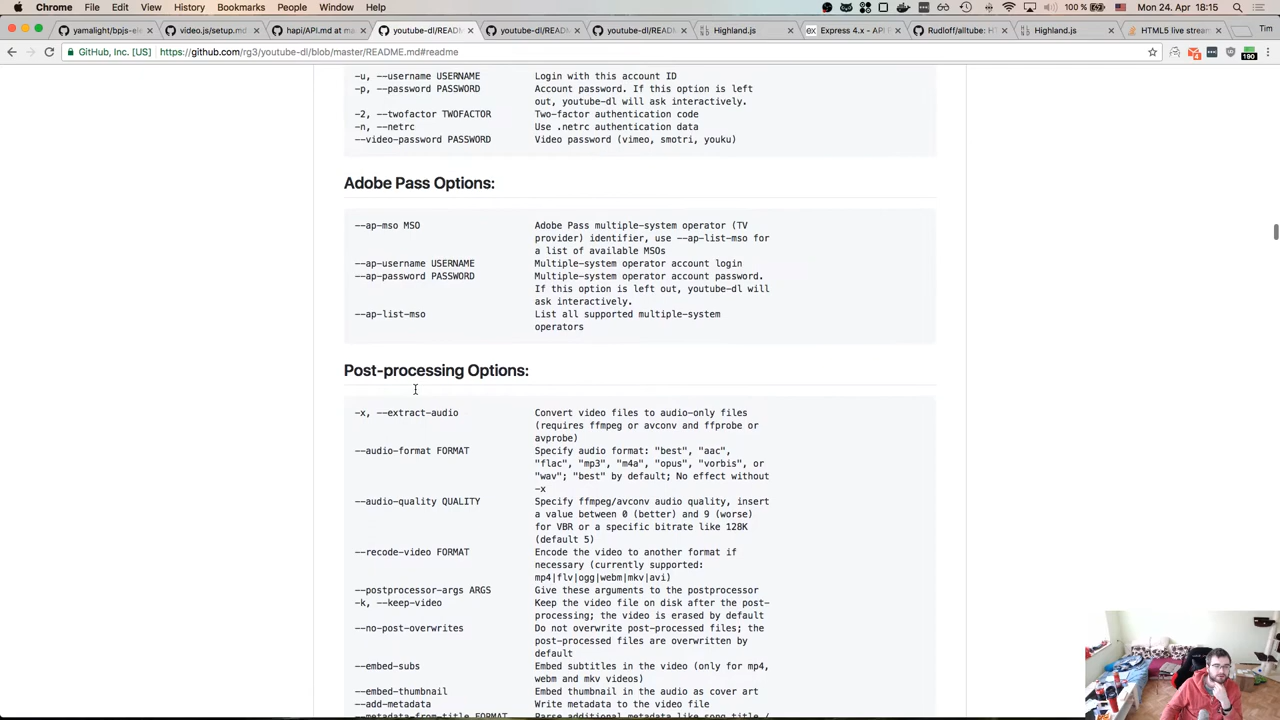 Chrome File Edit View History Bookmarks People Window Help 100 % Mon 24. Apr 18:15
yamalight/bpjs-ele video.js/setup.md hapi/API.md at ma youtube-dl/READM youtube-dl/READM youtube-dl/READM Highland.js Express 4.x - API R Rudloff/alltube: HT Highland.js HTML5 live stream Tim
GitHub, Inc. [US] https://github.com/rg3/youtube-dl/blob/master/README.md#readme 190
-u, --username USERNAME Login with this account ID
-p, --password PASSWORD Account password. If this option is left
out, youtube-dl will ask interactively.
-2, --twofactor TWOFACTOR Two-factor authentication code
-n, --netrc Use .netrc authentication data
--video-password PASSWORD Video password (vimeo, smotri, youku)
Adobe Pass Options:
--ap-mso MSO Adobe Pass multiple-system operator (TV
provider) identifier, use --ap-list-mso for
a list of available MSOs
--ap-username USERNAME Multiple-system operator account login
--ap-password PASSWORD Multiple-system operator account password.
If this option is left out, youtube-dl will
ask interactively.
--ap-list-mso List all supported multiple-system
operators
Post-processing Options:
-x, --extract-audio Convert video files to audio-only files
(requires ffmpeg or avconv and ffprobe or
avprobe)
--audio-format FORMAT Specify audio format: "best", "aac",
"flac", "mp3", "m4a", "opus", "vorbis", or
"wav"; "best" by default; No effect without
-x
--audio-quality QUALITY Specify ffmpeg/avconv audio quality, insert
a value between 0 (better) and 9 (worse)
for VBR or a specific bitrate like 128K
(default 5)
--recode-video FORMAT Encode the video to another format if
necessary (currently supported:
mp4|flv|ogg|webm|mkv|avi)
--postprocessor-args ARGS Give these arguments to the postprocessor
-k, --keep-video Keep the video file on disk after the post-
processing; the video is erased by default
--no-post-overwrites Do not overwrite post-processed files; the
post-processed files are overwritten by
default
--embed-subs Embed subtitles in the video (only for mp4,
webm and mkv videos)
--embed-thumbnail Embed thumbnail in the audio as cover art
--add-metadata Write metadata to the video file
--metadata-from-title FORMAT Parse additional metadata like song title /